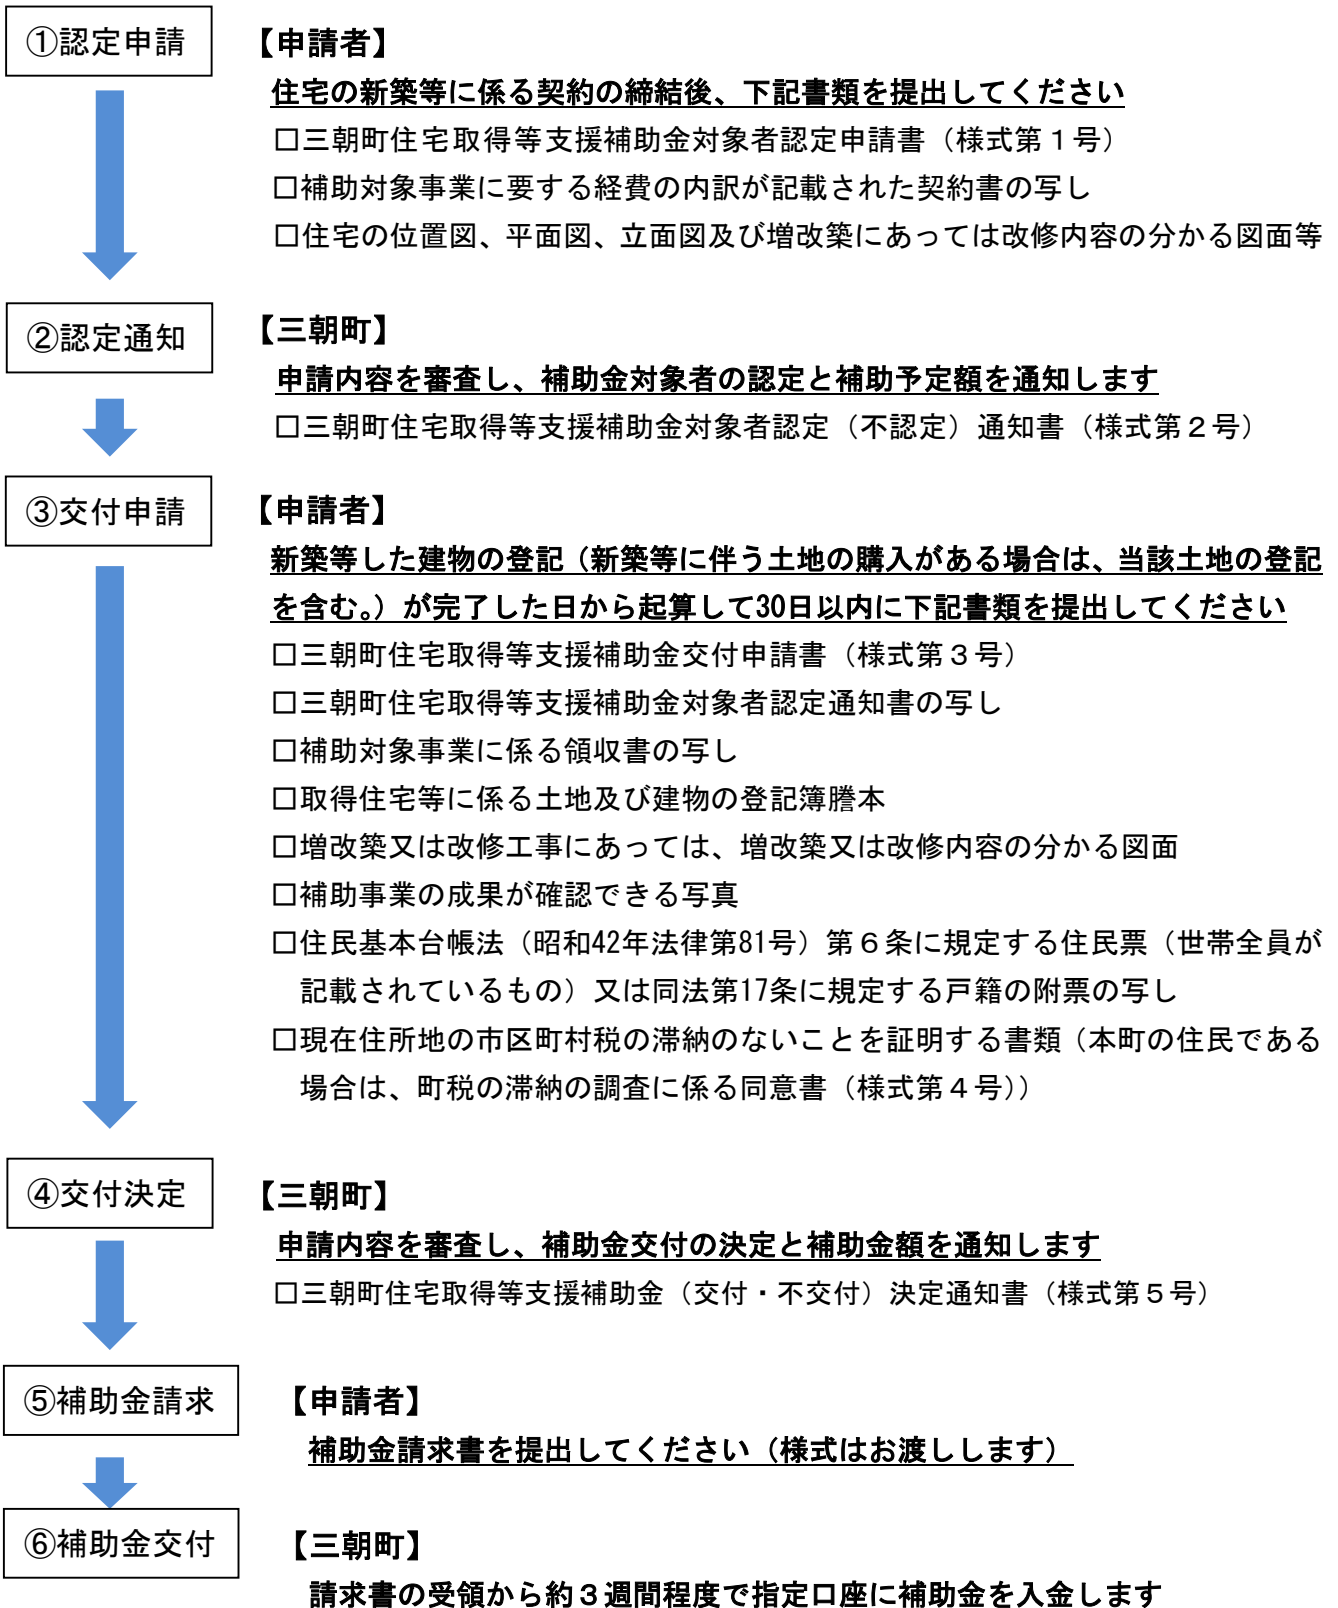 ①認定申請
【申請者】
住宅の新築等に係る契約の締結後、下記書類を提出してください
□三朝町住宅取得等支援補助金対象者認定申請書（様式第１号）
□補助対象事業に要する経費の内訳が記載された契約書の写し
□住宅の位置図、平面図、立面図及び増改築にあっては改修内容の分かる図面等
②認定通知
【三朝町】
申請内容を審査し、補助金対象者の認定と補助予定額を通知します
□三朝町住宅取得等支援補助金対象者認定（不認定）通知書（様式第２号）
③交付申請
【申請者】
新築等した建物の登記（新築等に伴う土地の購入がある場合は、当該土地の登記
を含む。）が完了した日から起算して30日以内に下記書類を提出してください
□三朝町住宅取得等支援補助金交付申請書（様式第３号）
□三朝町住宅取得等支援補助金対象者認定通知書の写し
□補助対象事業に係る領収書の写し
□取得住宅等に係る土地及び建物の登記簿謄本
□増改築又は改修工事にあっては、増改築又は改修内容の分かる図面
□補助事業の成果が確認できる写真
□住民基本台帳法（昭和42年法律第81号）第６条に規定する住民票（世帯全員が
記載されているもの）又は同法第17条に規定する戸籍の附票の写し
□現在住所地の市区町村税の滞納のないことを証明する書類（本町の住民である
場合は、町税の滞納の調査に係る同意書（様式第４号））
④交付決定
【三朝町】
申請内容を審査し、補助金交付の決定と補助金額を通知します
□三朝町住宅取得等支援補助金（交付・不交付）決定通知書（様式第５号）
⑤補助金請求
【申請者】
補助金請求書を提出してください（様式はお渡しします）
⑥補助金交付
【三朝町】
請求書の受領から約３週間程度で指定口座に補助金を入金します